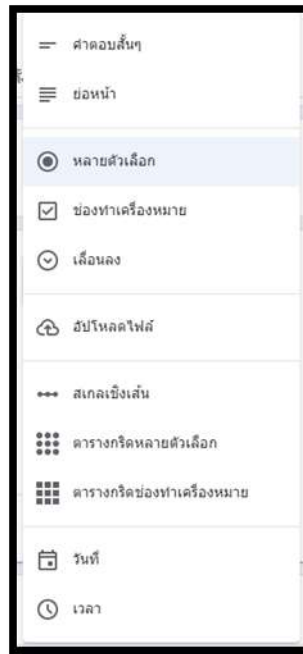 คำตอบสั้นๆ
ย่อหน้า
หลายตัวเลือก
ช่องทำเครื่องหมาย
เลื่อนลง
อัปโหลดไฟล์
สเกลเชิงเส้น
ตารางกริดหลายตัวเลือก
ตารางกริดช่องทำเครื่องหมาย
วันที่
เวลา